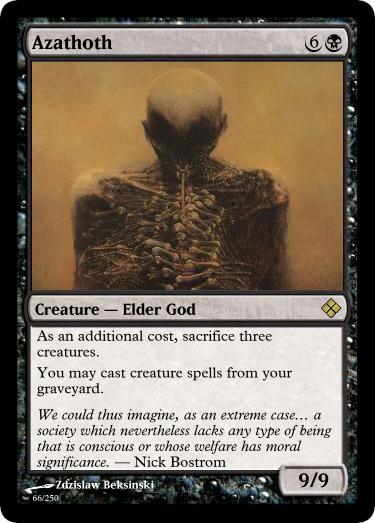 Azathoth 6
Creature — Elder God
As an additional cost, sacrifice three
creatures.
You may cast creature spells from your
graveyard.
We could thus imagine, as an extreme case… a
society which nevertheless lacks any type of being
that is conscious or whose welfare has moral
significance. — Nick Bostrom
9/9
Zdzislaw Beksinski
66/250